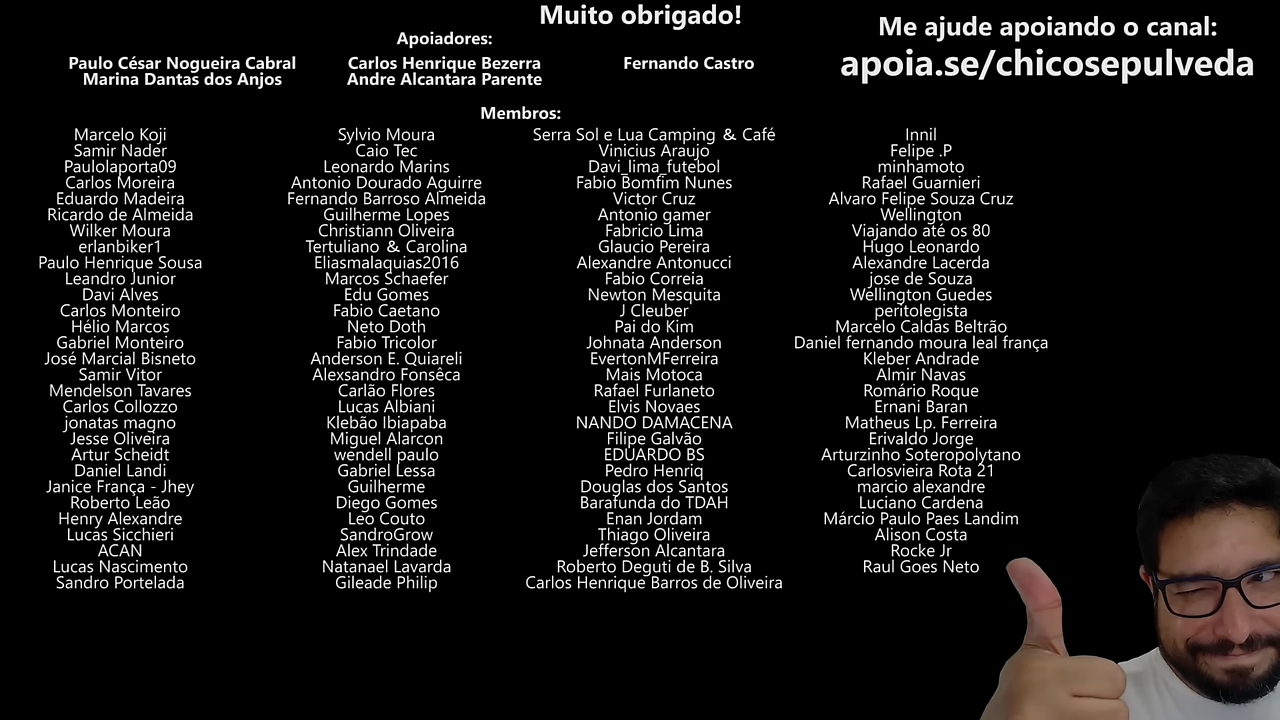 Muito obrigado!
Apoiadores:
Paulo César Nogueira Cabral
Marina Dantas dos Anjos
Carlos Henrique Bezerra
Andre Alcantara Parente
Fernando Castro
Me ajude apoiando o canal:
apoia.se/chicosepulveda
Membros:
Marcelo Koji
Samir Nader
Paulolaporta09
Carlos Moreira
Eduardo Madeira
Ricardo de Almeida
Wilker Moura
erlanbiker1
Paulo Henrique Sousa
Leandro Junior
Davi Alves
Carlos Monteiro
Hélio Marcos
Gabriel Monteiro
José Marcial Bisneto
Samir Vitor
Mendelson Tavares
Carlos Collozzo
jonatas magno
Jesse Oliveira
Artur Scheidt
Daniel Landi
Janice França - Jhey
Roberto Leão
Henry Alexandre
Lucas Sicchieri
ACAN
Lucas Nascimento
Sandro Portelada
Sylvio Moura
Caio Tec
Leonardo Marins
Antonio Dourado Aguirre
Fernando Barroso Almeida
Guilherme Lopes
Christiann Oliveira
Tertuliano & Carolina
Eliasmalaquias2016
Marcos Schaefer
Edu Gomes
Fabio Caetano
Neto Doth
Fabio Tricolor
Anderson E. Quiareli
Alexsandro Fonsêca
Carlão Flores
Lucas Albiani
Klebão Ibiapaba
Miguel Alarcon
wendell paulo
Gabriel Lessa
Guilherme
Diego Gomes
Leo Couto
SandroGrow
Alex Trindade
Natanael Lavarda
Gileade Philip
Serra Sol e Lua Camping & Café
Vinicius Araujo
Davi_lima_futebol
Fabio Bomfim Nunes
Victor Cruz
Antonio gamer
Fabricio Lima
Glaucio Pereira
Alexandre Antonucci
Fabio Correia
Newton Mesquita
J Cleuber
Pai do Kim
Johnata Anderson
EvertonMFerreira
Mais Motoca
Rafael Furlaneto
Elvis Novaes
NANDO DAMACENA
Filipe Galvão
EDUARDO BS
Pedro Henriq
Douglas dos Santos
Barafunda do TDAH
Enan Jordam
Thiago Oliveira
Jefferson Alcantara
Roberto Deguti de B. Silva
Carlos Henrique Barros de Oliveira
Innil
Felipe .P
minhamoto
Rafael Guarnieri
Alvaro Felipe Souza Cruz
Wellington
Viajando até os 80
Hugo Leonardo
Alexandre Lacerda
jose de Souza
Wellington Guedes
peritolegista
Marcelo Caldas Beltrão
Daniel fernando moura leal frança
Kleber Andrade
Almir Navas
Romário Roque
Ernani Baran
Matheus Lp. Ferreira
Erivaldo Jorge
Arturzinho Soteropolytano
Carlosvieira Rota 21
marcio alexandre
Luciano Cardena
Márcio Paulo Paes Landim
Alison Costa
Rocke Jr
Raul Goes Neto